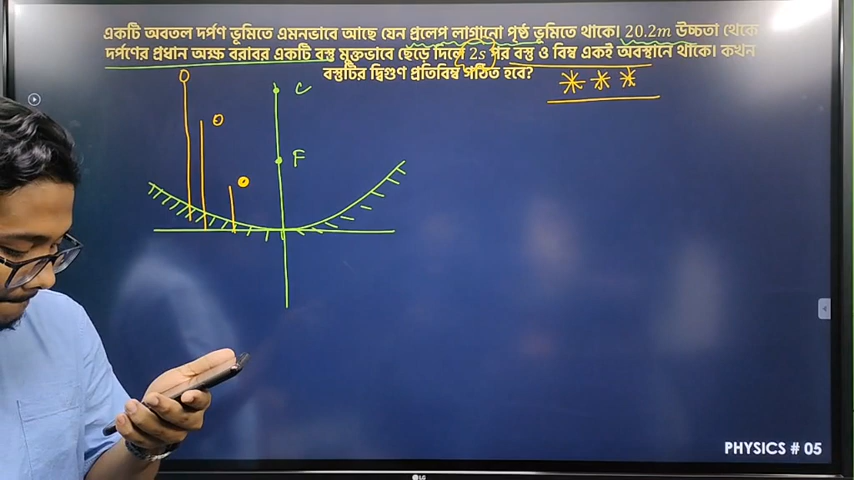 একটি অবতল দর্পণ ভূমিতে এমনভাবে আছে যেন প্রলেপ লাগানো পৃষ্ঠ ভূমিতে থাকে। 20.2m উচ্চতা থেকে
দর্পণের প্রধান অক্ষ বরাবর একটি বস্তু মুক্তভাবে ছেড়ে দিলে 2s পর বস্তু ও বিম্ব একই অবস্থানে থাকে। কখন
বস্তুটির দ্বিগুণ প্রতিবিম্ব গঠিত হবে?
C
F
PHYSICS # 05
LG